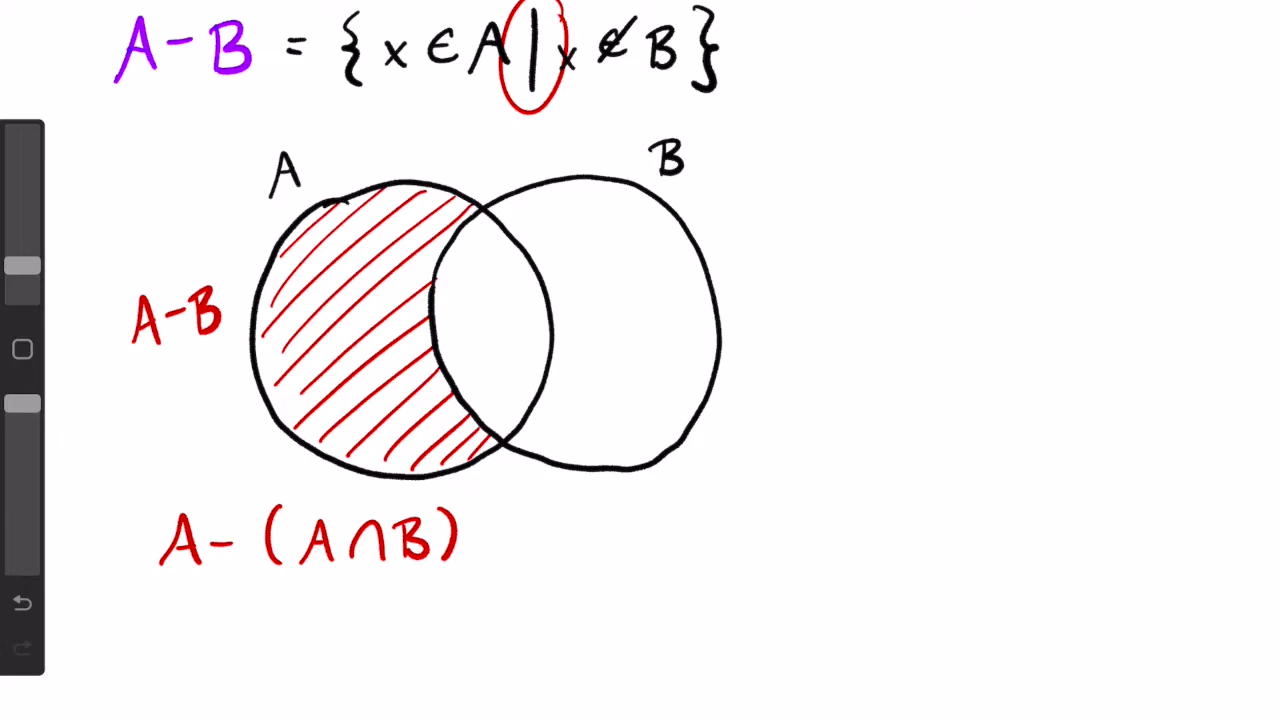 A-B = {x ∈ A | x ∉ B}
A B
A-B
A-(A∩B)